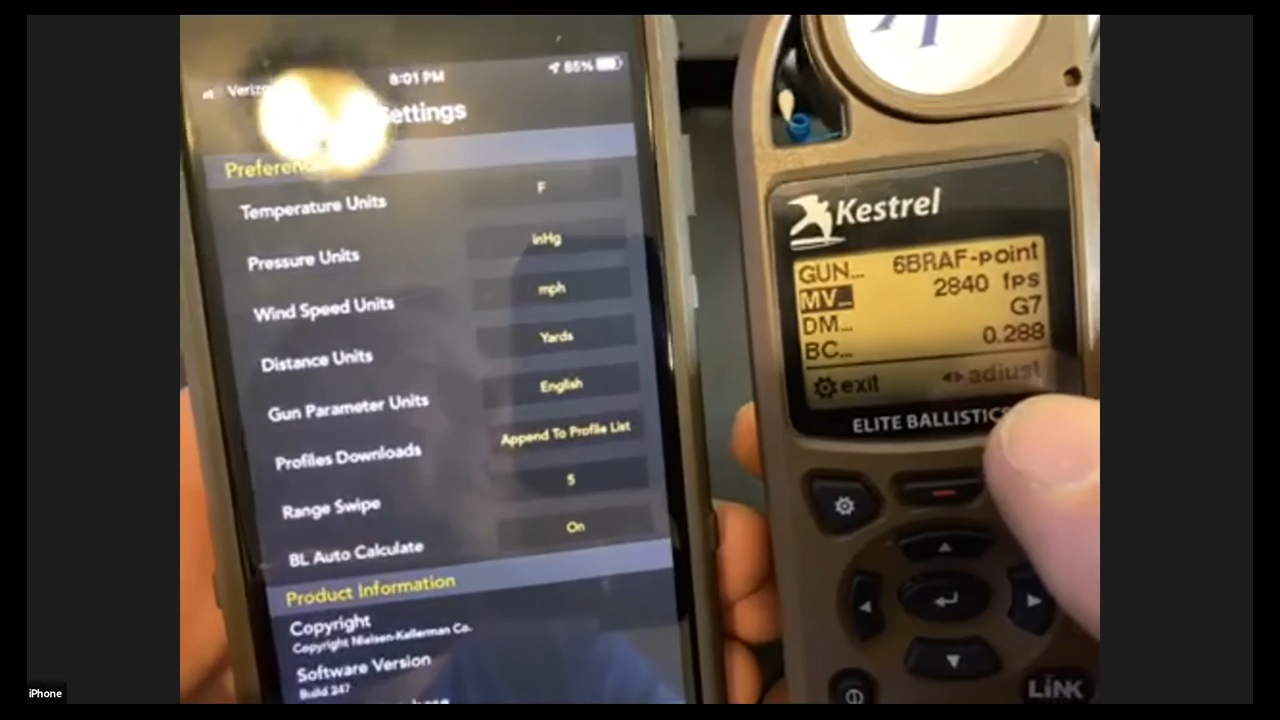 8:01 PM
65%
Settings
Temperature Units
F
Pressure Units
inHg
Wind Speed Units
mph
Distance Units
Yards
Gun Parameter Units
English
Profiles Downloads
Append To Profile List
Range Swipe
5
BL Auto Calculate
On
Product Information
Copyright
Copyright Nielsen-Kellerman Co.
Software Version
Build 247
Kestrel
GUN... 6BRAF-point
MV... 2840 fps
DM... G7
BC... 0.288
exit adjust
ELITE BALLISTICS
LiNK
iPhone